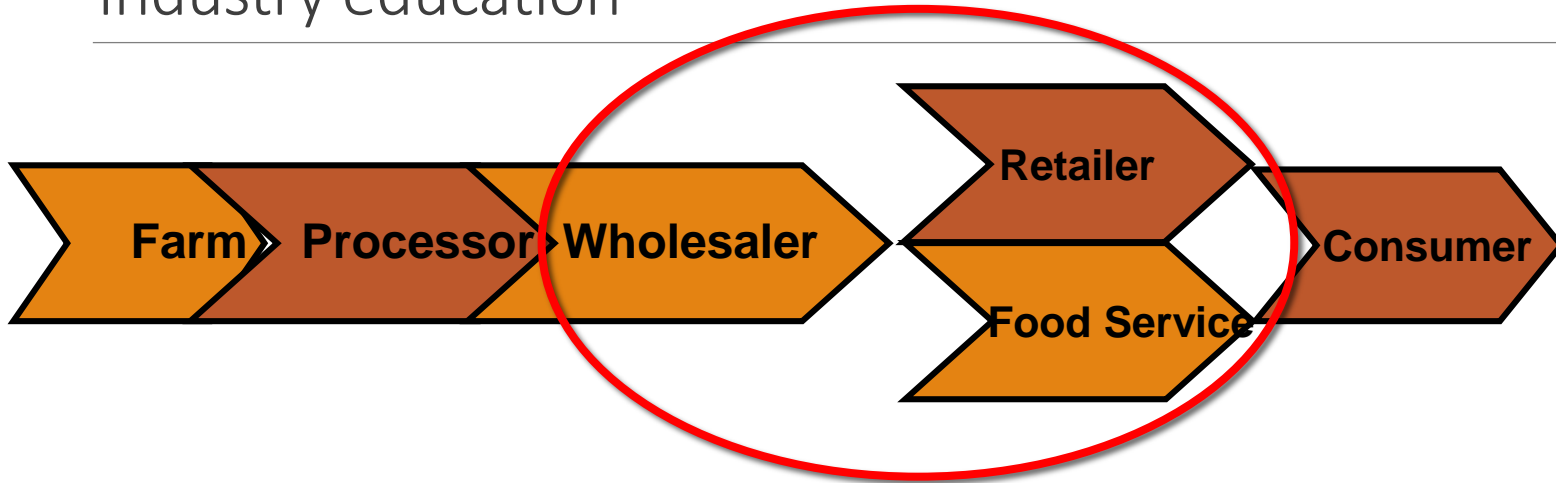 Industry education
Retailer
Farm
Processor
Wholesaler
Consumer
Food Service